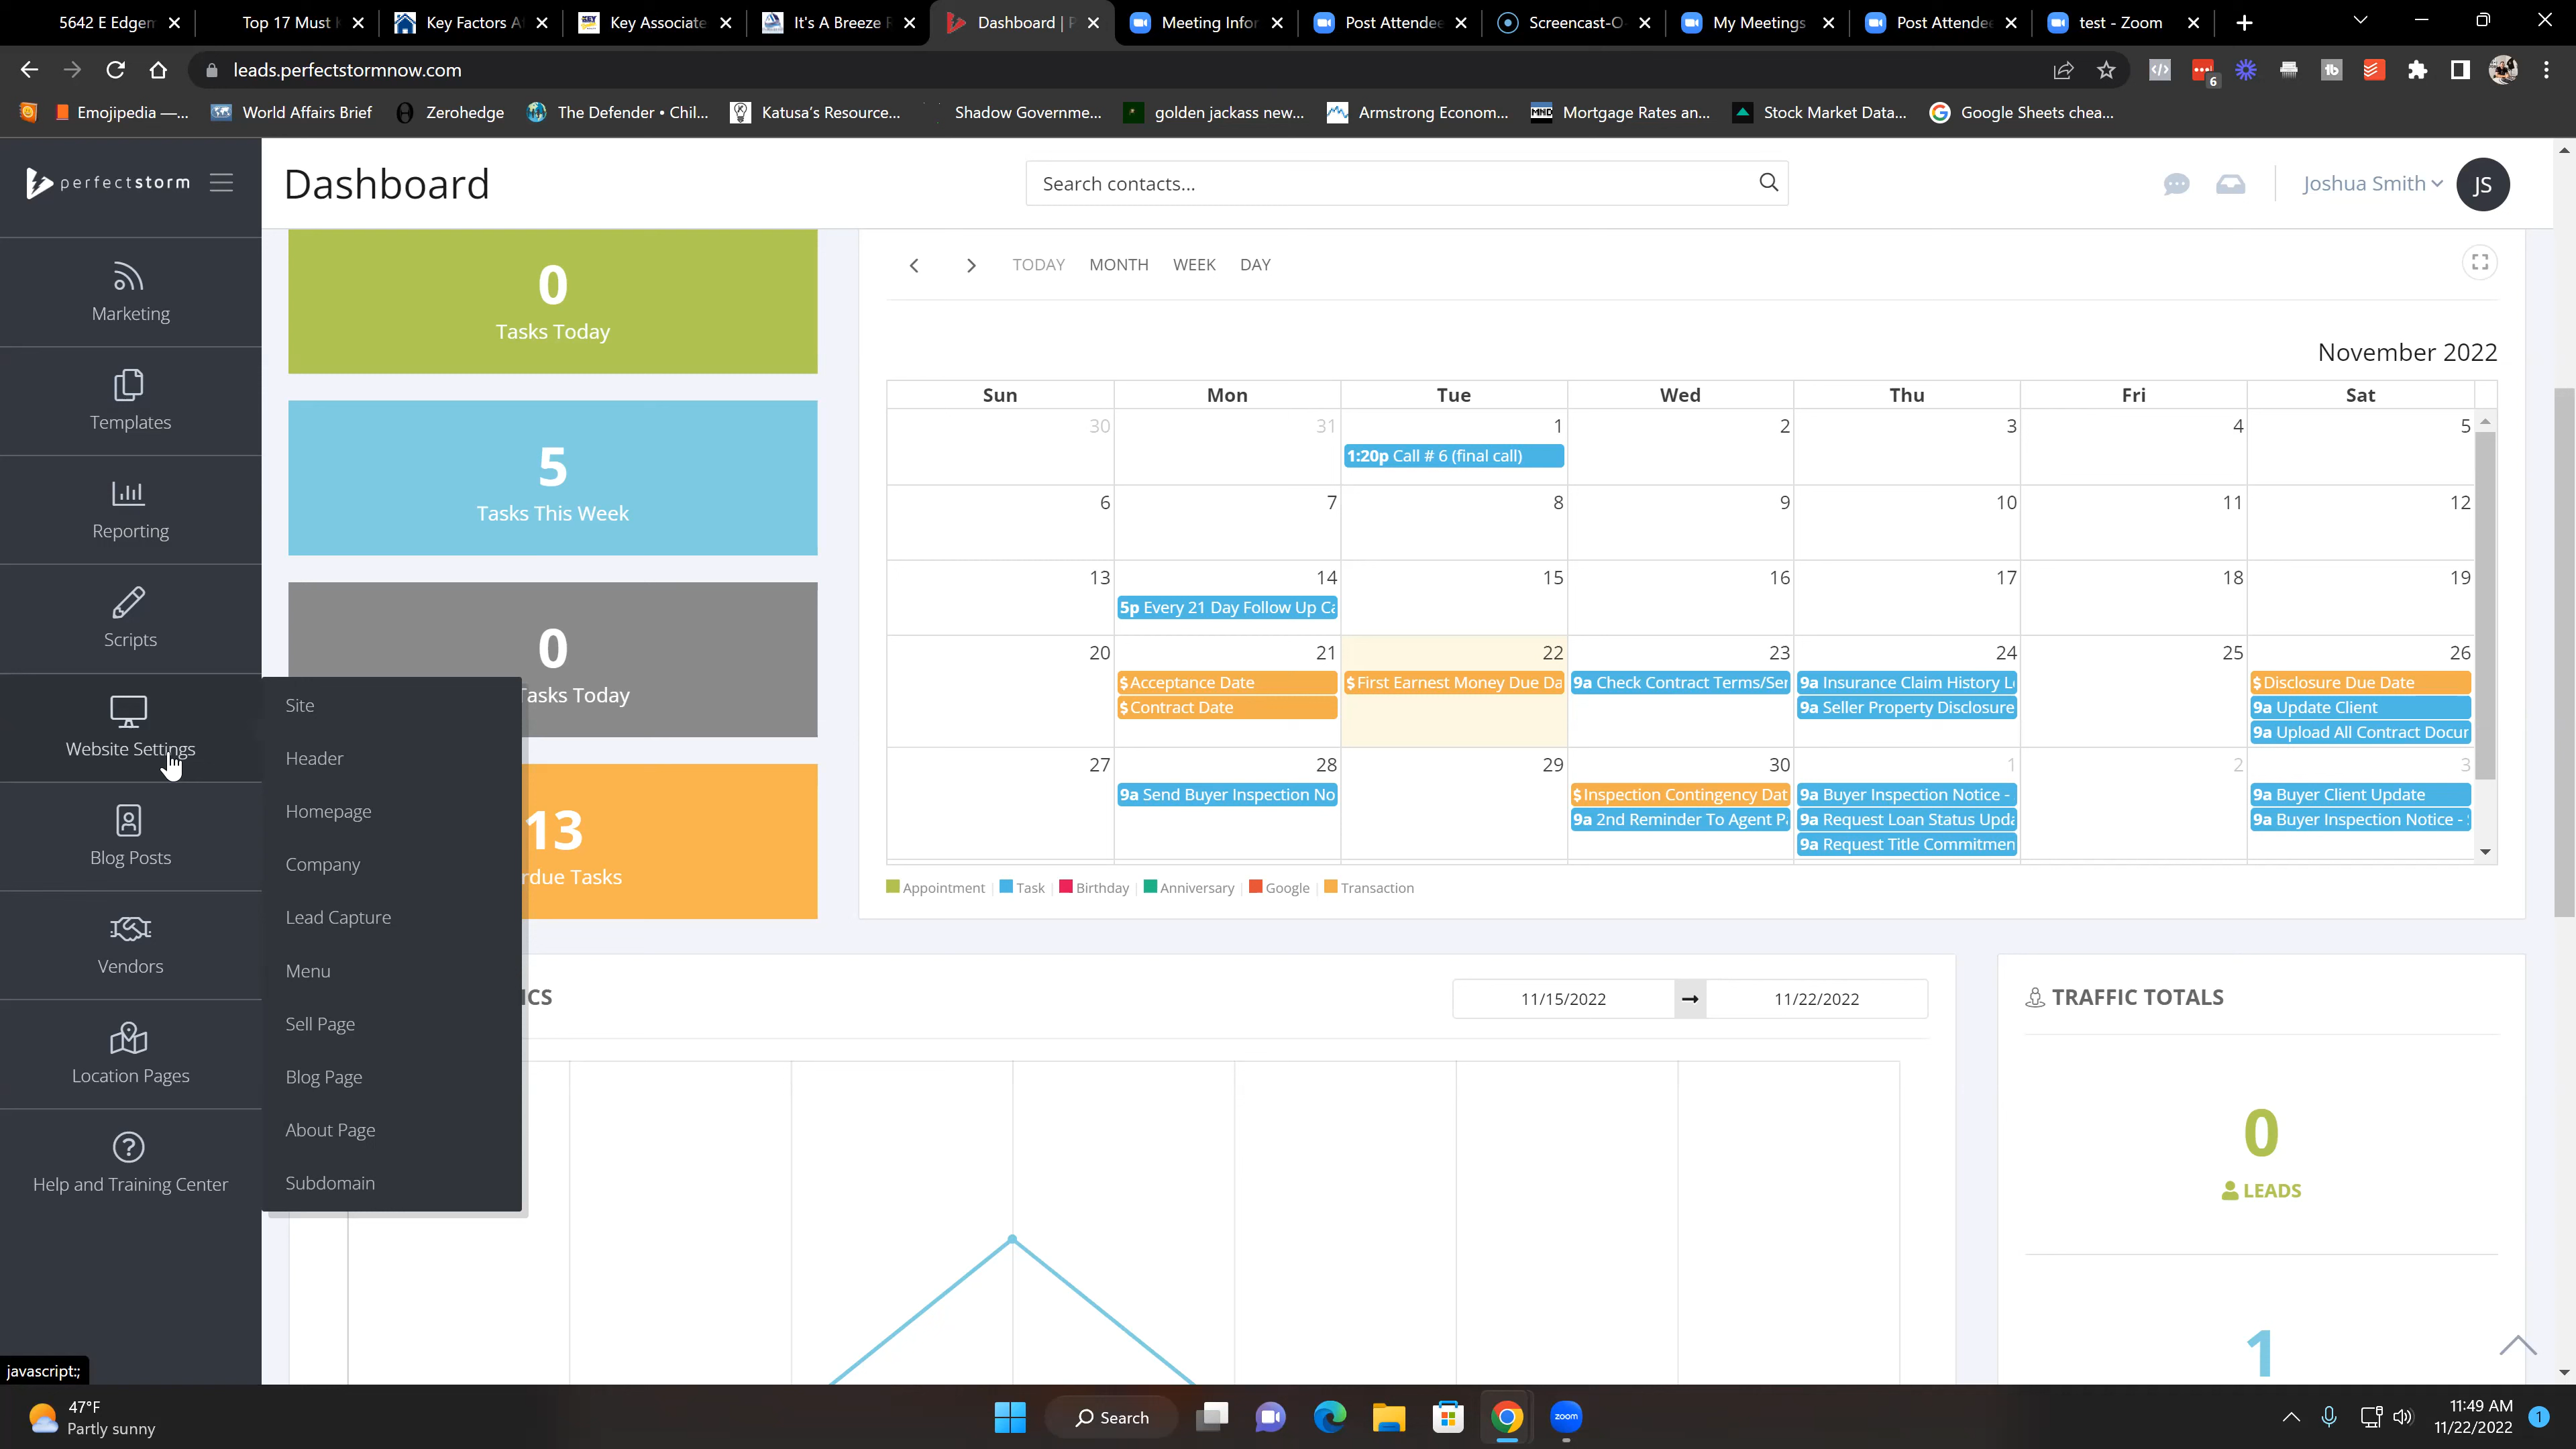 5642 E Edgem
Top 17 Must
Key Factors A
Key Associate
It's A Breeze
Dashboard | P
Meeting Infor
Post Attendee
Screencast-O
My Meetings
Post Attendee
test - Zoom
leads.perfectstormnow.com
6
Emojipedia —...
World Affairs Brief
Zerohedge
The Defender • Chil...
Katusa's Resource...
Shadow Governme...
golden jackass new...
Armstrong Econom...
MND
Mortgage Rates an...
Stock Market Data...
Google Sheets chea...
perfectstorm
Dashboard
Search contacts...
Joshua Smith
JS
Marketing
Templates
Reporting
Scripts
Website Settings
Blog Posts
Vendors
Location Pages
Help and Training Center
Site
Header
Homepage
Company
Lead Capture
Menu
Sell Page
Blog Page
About Page
Subdomain
0
Tasks Today
5
Tasks This Week
0
Tasks Today
13
rdue Tasks
TODAY MONTH WEEK DAY
November 2022
Sun Mon Tue Wed Thu Fri Sat
30 31 1 2 3 4 5
1:20p Call # 6 (final call)
6 7 8 9 10 11 12
13 14 15 16 17 18 19
5p Every 21 Day Follow Up Ca
20 21 22 23 24 25 26
$Acceptance Date
$Contract Date
$First Earnest Money Due Da
9a Check Contract Terms/Ser
9a Insurance Claim History L
9a Seller Property Disclosure
$Disclosure Due Date
9a Update Client
9a Upload All Contract Docur
27 28 29 30 1 2 3
9a Send Buyer Inspection No
$Inspection Contingency Dat
9a 2nd Reminder To Agent P
9a Buyer Inspection Notice -
9a Request Loan Status Upda
9a Request Title Commitmen
9a Buyer Client Update
9a Buyer Inspection Notice -
Appointment Task Birthday Anniversary Google Transaction
ICS
11/15/2022
11/22/2022
TRAFFIC TOTALS
0
LEADS
1
javascript:;
47°F
Partly sunny
Search
zoom
11:49 AM
11/22/2022
1